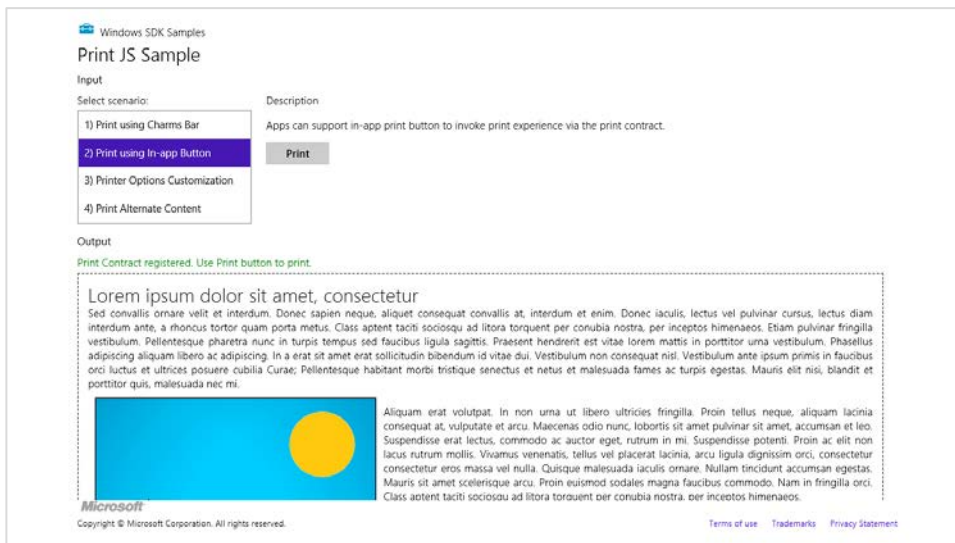 Windows SDK Samples
Print JS Sample
Input
Select scenario:
1) Print using Charms Bar
2) Print using In-app Button
3) Printer Options Customization
4) Print Alternate Content
Description
Apps can support in-app print button to invoke print experience via the print contract.
Print
Output
Print Contract registered. Use Print button to print.
Lorem ipsum dolor sit amet, consectetur
Sed convallis ornare velit et interdum. Donec sapien neque, aliquet consequat convallis at, interdum et enim. Donec iaculis, lectus vel pulvinar cursus, lectus diam
interdum ante, a rhoncus tortor quam porta metus. Class aptent taciti sociosqu ad litora torquent per conubia nostra, per inceptos himenaeos. Etiam pulvinar fringilla
vestibulum. Pellentesque pharetra nunc in turpis tempus sed faucibus ligula sagittis. Praesent hendrerit est vitae lorem mattis in porttitor urna vestibulum. Phasellus
adipiscing aliquam libero ac adipiscing. In a erat sit amet erat sollicitudin bibendum id vitae dui. Vestibulum non consequat nisl. Vestibulum ante ipsum primis in faucibus
orci luctus et ultrices posuere cubilia Curae; Pellentesque habitant morbi tristique senectus et netus et malesuada fames ac turpis egestas. Mauris elit nisi, blandit et
porttitor quis, malesuada nec mi.
Aliquam erat volutpat. In non urna ut libero ultricies fringilla. Proin tellus neque, aliquam lacinia
consequat at, vulputate et arcu. Maecenas odio nunc, lobortis sit amet pulvinar sit amet, accumsan et leo.
Suspendisse erat lectus, commodo ac auctor eget, rutrum in mi. Suspendisse potenti. Proin ac elit non
lacus rutrum mollis. Vivamus venenatis, tellus vel placerat lacinia, arcu ligula dignissim orci, consectetur
consectetur eros massa vel nulla. Quisque malesuada iaculis ornare. Nullam tincidunt accumsan egestas.
Mauris sit amet scelerisque arcu. Proin euismod sodales magna faucibus commodo. Nam in fringilla orci.
Class aptent taciti sociosqu ad litora torquent per conubia nostra, per inceptos himenaeos.
Microsoft
Copyright © Microsoft Corporation. All rights reserved.
Terms of use Trademarks Privacy Statement